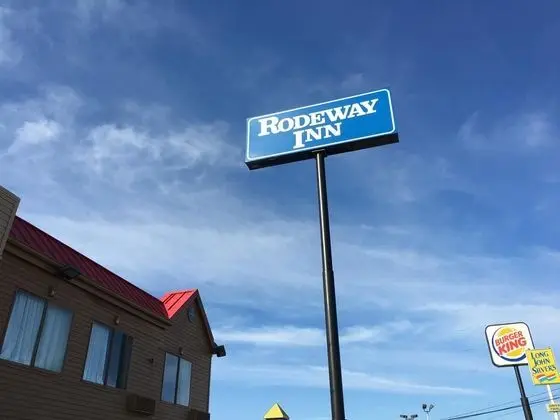 RODEWAY
INN
BURGER
KING
LONG
JOHN
SILVER'S